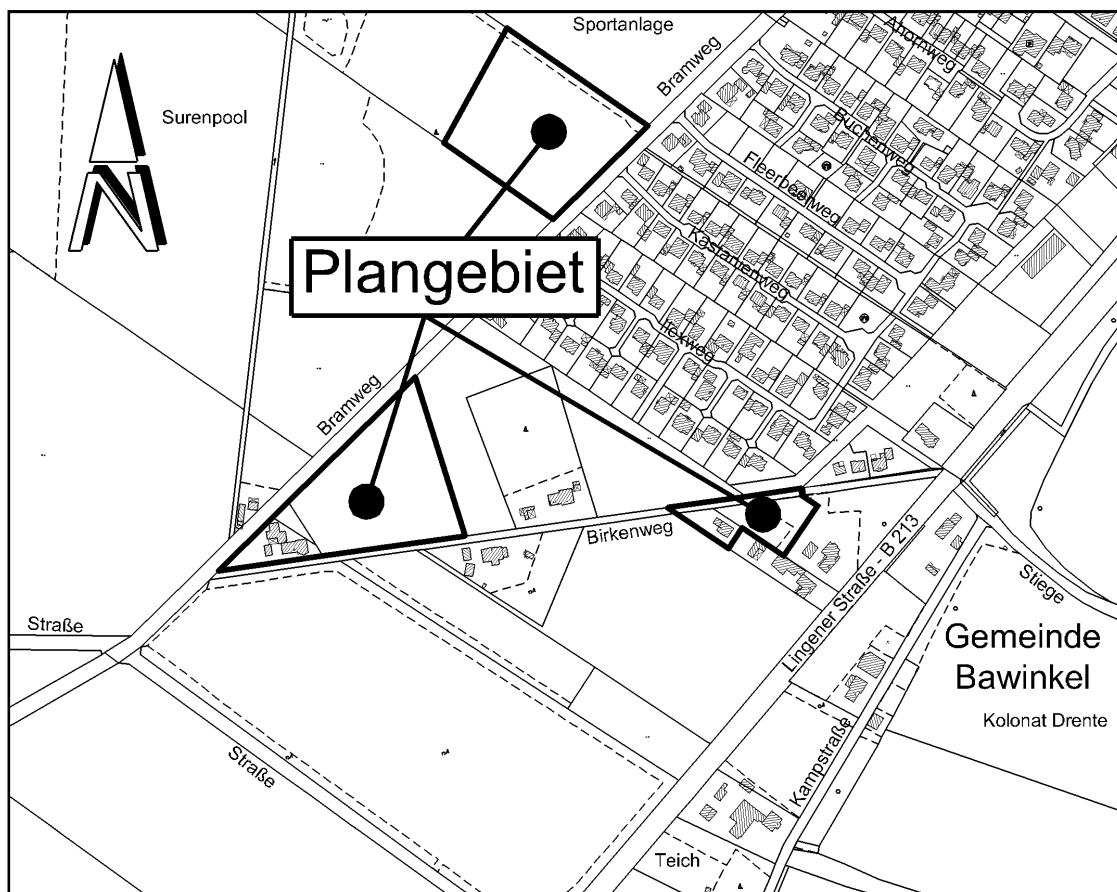 Sportanlage
Ahornweg
Bramweg
Surenpool
Buchenweg
Fleerbeelweg
Kastanienweg
Plangebiet
Ilexweg
Bramweg
Birkenweg
Lingener Straße - B 213
Stiege
Straße
Gemeinde
Bawinkel
Kolonat Drente
Straße
Kampstraße
Teich
N